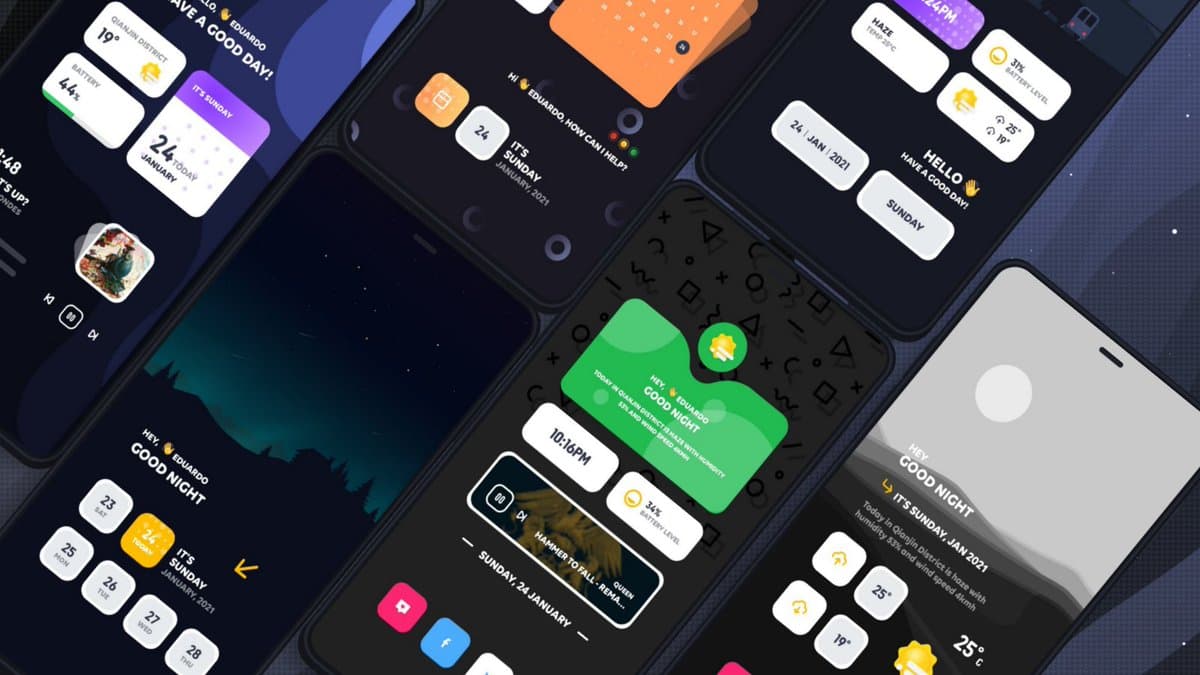 HELLO, 👋 EDUARDO
HAVE A GOOD DAY!
QIANJIN DISTRICT
19°
BATTERY
44%
IT'S SUNDAY
24
TODAY
JANUARY
:48
T'S UP?
ONDES
HI 👋 EDUARDO, HOW CAN I HELP?
24
24
IT'S
SUNDAY
JANUARY, 2021
:24PM
HAZE
TEMP 25°C
31%
BATTERY LEVEL
25°
19°
24 | JAN | 2021
HELLO 👋
HAVE A GOOD DAY!
SUNDAY
HEY, 👋 EDUARDO
GOOD NIGHT
23
SAT
24
TODAY
IT'S
SUNDAY
JANUARY, 2021
25
MON
26
TUE
27
WED
28
THU
HEY, 👋 EDUARDO
GOOD NIGHT
TODAY IN QIANJIN DISTRICT IS HAZE WITH HUMIDITY
53% AND WIND SPEED 4KMH
10:16PM
34%
BATTERY LEVEL
HAMMER TO FALL - REMA...
QUEEN
SUNDAY, 24 JANUARY
HEY
GOOD NIGHT
IT'S SUNDAY, JAN 2021
Today in Qianjin District is haze with
humidity 53% and wind speed 4kmh
25°
19°
25°
C